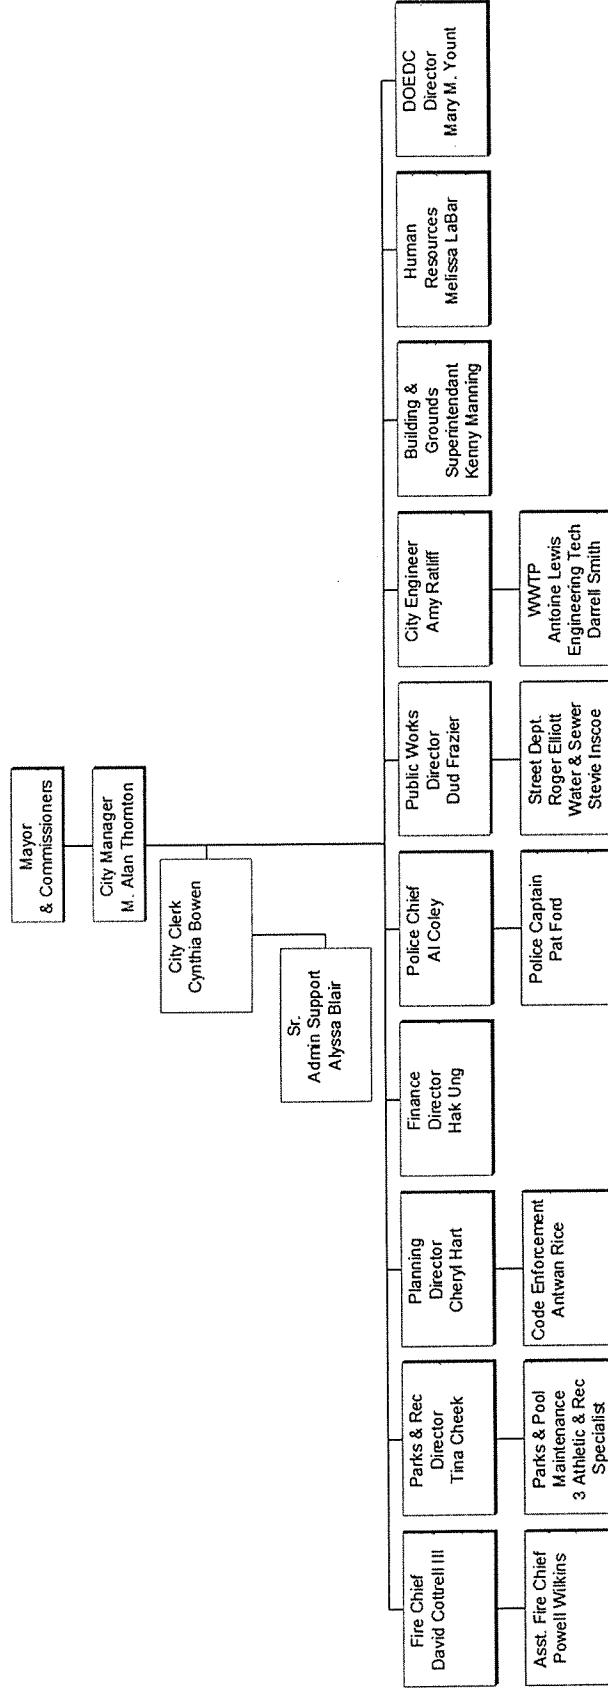 Mayor
& Commissioners
City Manager
M. Alan Thornton
City Clerk
Cynthia Bowen
Sr.
Admin Support
Alyssa Blair
Fire Chief
David Cottrell III
Parks & Rec
Director
Tina Cheek
Planning
Director
Cheryl Hart
Finance
Director
Hak Ung
Police Chief
Al Coley
Public Works
Director
Dud Frazier
City Engineer
Amy Ratliff
Building &
Grounds
Superintendant
Kenny Manning
Human
Resources
Melissa LaBar
DOEDC
Director
Mary M. Yount
Asst. Fire Chief
Powell Wilkins
Parks & Pool
Maintenance
3 Athletic & Rec
Specialist
Code Enforcement
Antwan Rice
Police Captain
Pat Ford
Street Dept.
Roger Elliott
Water & Sewer
Stevie Inscoe
WWTP
Antoine Lewis
Engineering Tech
Darrell Smith